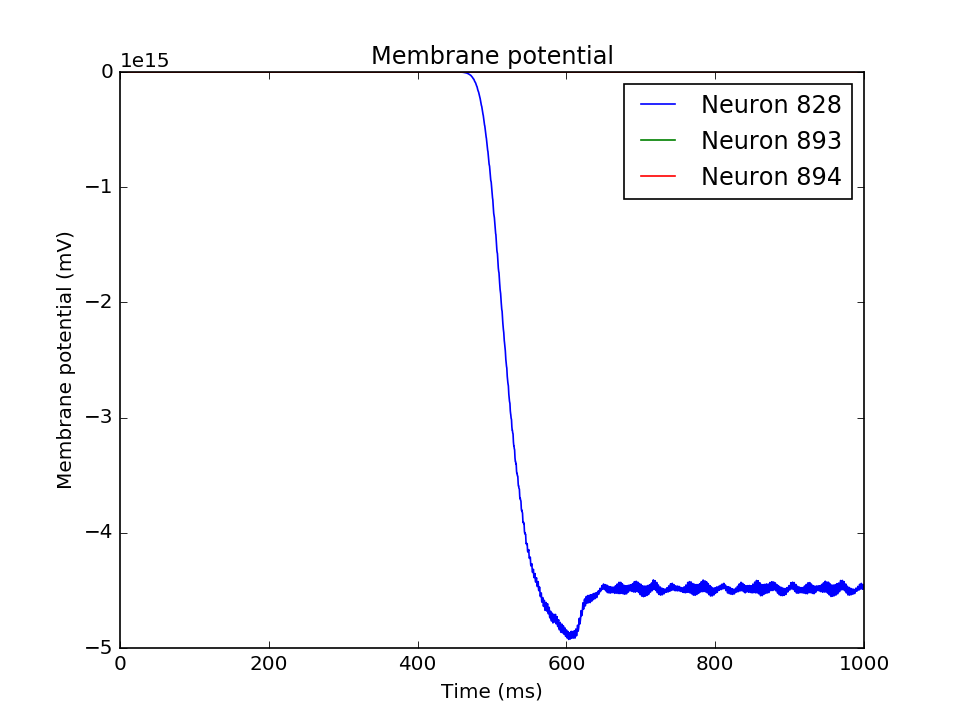 Membrane potential
1e15
0
−1
−2
−3
−4
−5
Membrane potential (mV)
Neuron 828
Neuron 893
Neuron 894
0 200 400 600 800 1000
Time (ms)